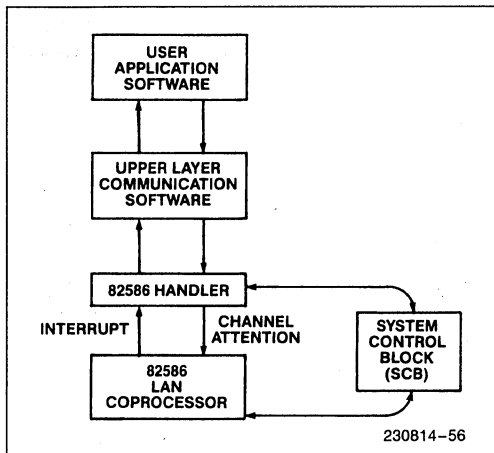 USER
APPLICATION
SOFTWARE
UPPER LAYER
COMMUNICATION
SOFTWARE
82586 HANDLER
INTERRUPT
CHANNEL
ATTENTION
SYSTEM
CONTROL
BLOCK
(SCB)
82586
LAN
COPROCESSOR
230814-56